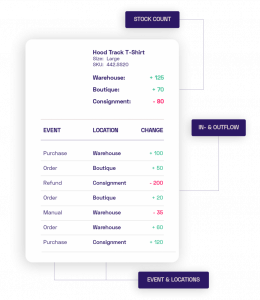 STOCK COUNT
Hood Track T-Shirt
Size: Large
SKU: 442.5520
Warehouse: + 125
Boutique: + 70
Consignment: - 80
EVENT LOCATION CHANGE
IN- & OUTFLOW
Purchase Warehouse + 100
Order Boutique + 50
Refund Consignment - 200
Order Boutique + 20
Manual Warehouse - 35
Order Warehouse + 60
Purchase Consignment + 120
EVENT & LOCATIONS